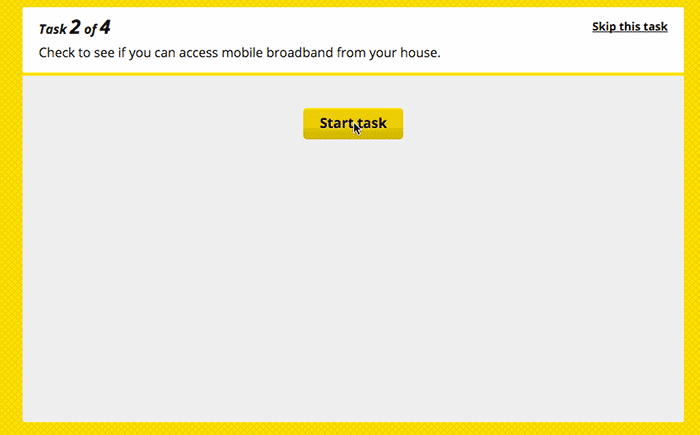 Task 2 of 4
Skip this task
Check to see if you can access mobile broadband from your house.
Start task